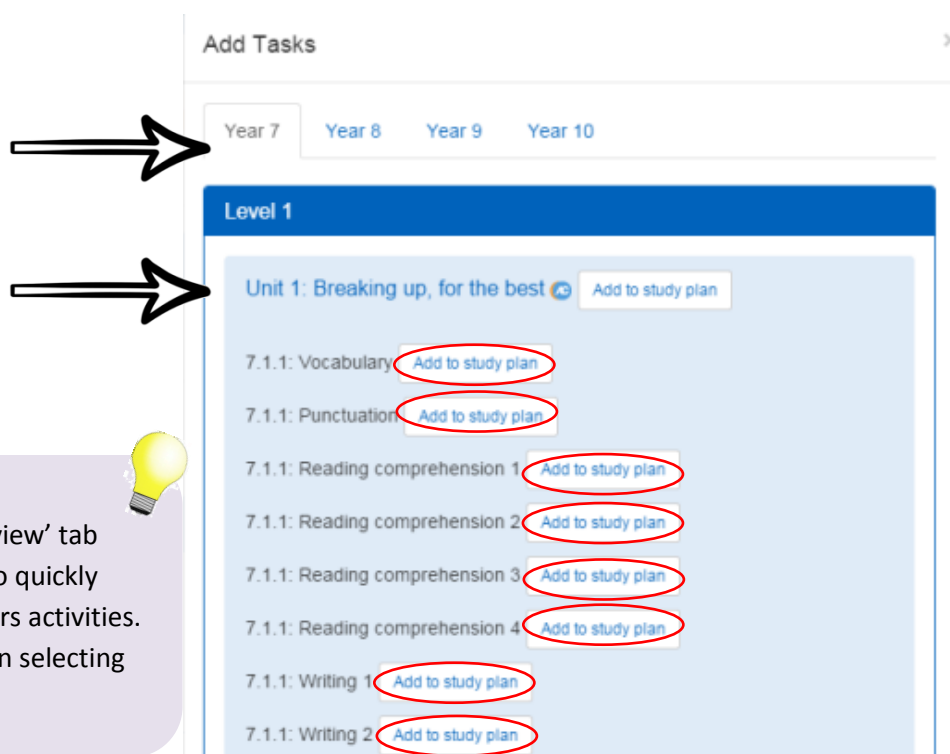 Add Tasks
Year 7 Year 8 Year 9 Year 10
Level 1
Unit 1: Breaking up, for the best Add to study plan
7.1.1: Vocabulary Add to study plan
7.1.1: Punctuation Add to study plan
7.1.1: Reading comprehension 1 Add to study plan
7.1.1: Reading comprehension 2 Add to study plan
7.1.1: Reading comprehension 3 Add to study plan
7.1.1: Reading comprehension 4 Add to study plan
7.1.1: Writing 1 Add to study plan
7.1.1: Writing 2 Add to study plan
view’ tab
quickly
activities.
selecting